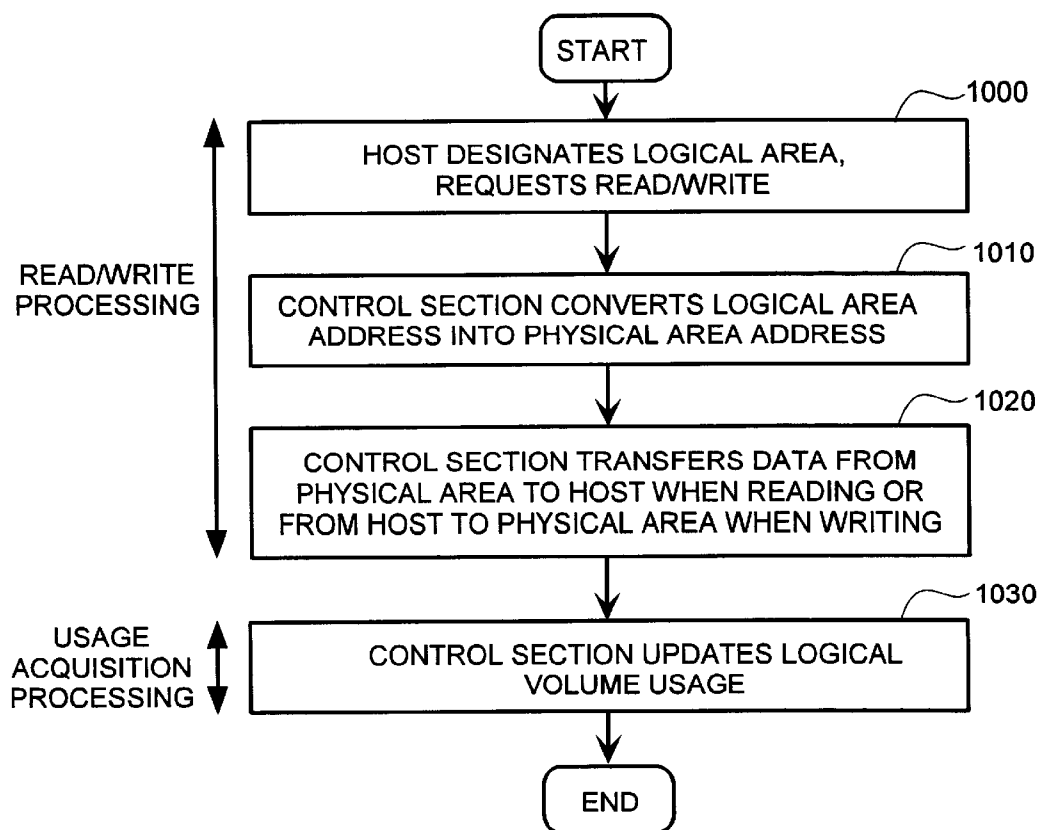 START
1000
HOST DESIGNATES LOGICAL AREA,
REQUESTS READ/WRITE
READ/WRITE
PROCESSING
1010
CONTROL SECTION CONVERTS LOGICAL AREA
ADDRESS INTO PHYSICAL AREA ADDRESS
1020
CONTROL SECTION TRANSFERS DATA FROM
PHYSICAL AREA TO HOST WHEN READING OR
FROM HOST TO PHYSICAL AREA WHEN WRITING
1030
USAGE
ACQUISITION
PROCESSING
CONTROL SECTION UPDATES LOGICAL
VOLUME USAGE
END